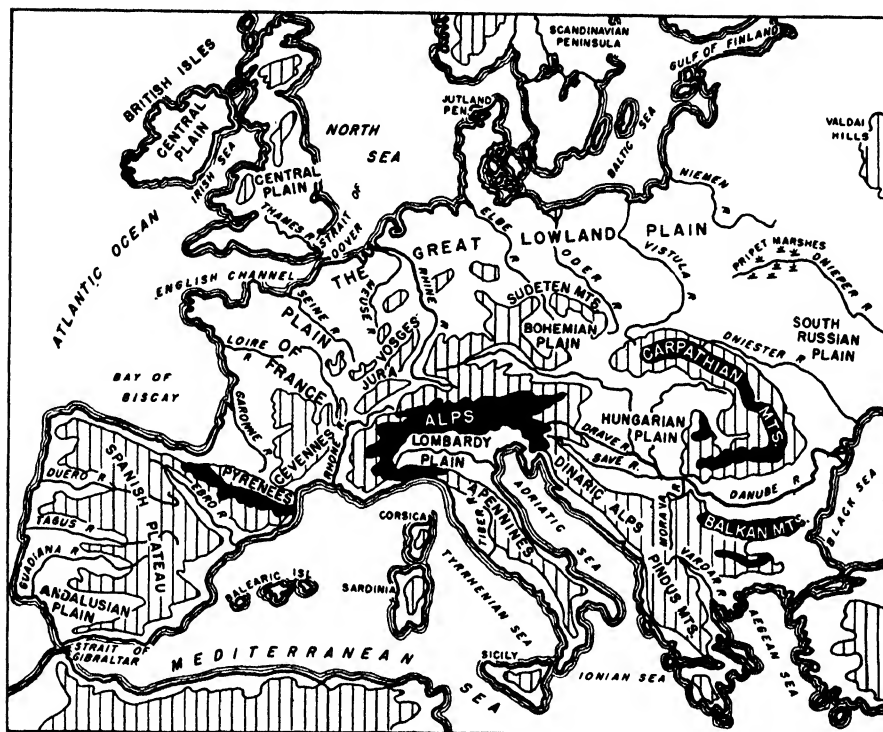 SCANDINAVIAN
PENINSULA
GULF OF FINLAND
BRITISH ISLES
CENTRAL
PLAIN
IRISH SEA
CENTRAL
PLAIN
THAMES R.
STRAIT OF
DOVER
NORTH
SEA
JUTLAND
PEN.
BALTIC SEA
VALDAI
HILLS
NIEMEN R.
ATLANTIC OCEAN
ENGLISH CHANNEL
THE GREAT LOWLAND PLAIN
ELBE R.
ODER
VISTULA R.
PRIPET MARSHES
DNIEPER R.
SOUTH
RUSSIAN
PLAIN
SEINE R.
MEUSE R.
RHINE R.
SUDETEN MTS.
BOHEMIAN
PLAIN
PLAIN
OF
FRANCE
LOIRE
R.
VOSGES
JURA
CARPATHIAN
MTS.
DNIESTER R.
BAY OF
BISCAY
GARONNE R.
CEVENNES
RHONE R.
ALPS
LOMBARDY
PLAIN
HUNGARIAN
PLAIN
DRAVE R.
SAVE R.
DANUBE R.
BLACK SEA
SPANISH
PLATEAU
PYRENEES
EBRO
DUERO R.
TAGUS R.
GUADIANA R.
ANDALUSIAN
PLAIN
APENNINES
TIBER
ADRIATIC
SEA
DINARIC ALPS
MORAVA R.
BALKAN MTS.
VARDAR R.
PINDUS MTS.
CORSICA
SARDINIA
BALEARIC ISL.
TYRRHENIAN SEA
AEGEAN
SEA
STRAIT OF
GIBRALTAR
MEDITERRANEAN
SEA
SICILY
IONIAN SEA